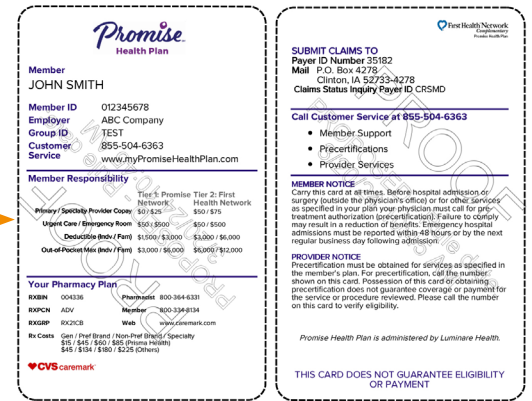 Promise
Health Plan
Member
JOHN SMITH
Member ID 012345678
Employer ABC Company
Group ID TEST
Customer Service 855-504-6363
www.myPromiseHealthPlan.com
Member Responsibility
Tier 1: Promise Network Tier 2: First Health Network
Primary / Specialty Provider Copay $0 / $25 $50 / $75
Urgent Care / Emergency Room $50 / $500 $50 / $500
Deductible (Indv / Fam) $1,500 / $3,000 $3,000 / $6,000
Out-of-Pocket Max (Indv / Fam) $3,000 / $6,000 $6,000 / $12,000
Your Pharmacy Plan
RXBIN 004336 Pharmacist 800-364-6331
RXPCN ADV Member 800-334-8134
RXGRP RX21CB Web www.caremark.com
Rx Costs Gen / Pref Brand / Non-Pref Brand / Specialty
$15 / $45 / $60 / $85 (Prisma Health)
$45 / $134 / $180 / $225 (Others)
CVS caremark
First Health Network
Complementary
Promise Health Plan
SUBMIT CLAIMS TO
Payer ID Number 35182
Mail P.O. Box 4278
Clinton, IA 52733-4278
Claims Status Inquiry Payer ID CRSMD
Call Customer Service at 855-504-6363
• Member Support
• Precertifications
• Provider Services
MEMBER NOTICE
Carry this card at all times. Before hospital admission or
surgery (outside the physician's office) or for other services
as specified in your plan your physician must call for pre-
treatment authorization (precertification). Failure to comply
may result in a reduction of benefits. Emergency hospital
admissions must be reported within 48 hours or by the next
regular business day following admission.
PROVIDER NOTICE
Precertification must be obtained for services as specified in
the member's plan. For precertification, call the number
shown on this card. Possession of this card or obtaining
precertification does not guarantee coverage or payment for
the service or procedure reviewed. Please call the number
on this card to verify eligibility.
Promise Health Plan is administered by Luminare Health.
THIS CARD DOES NOT GUARANTEE ELIGIBILITY
OR PAYMENT
PROOF